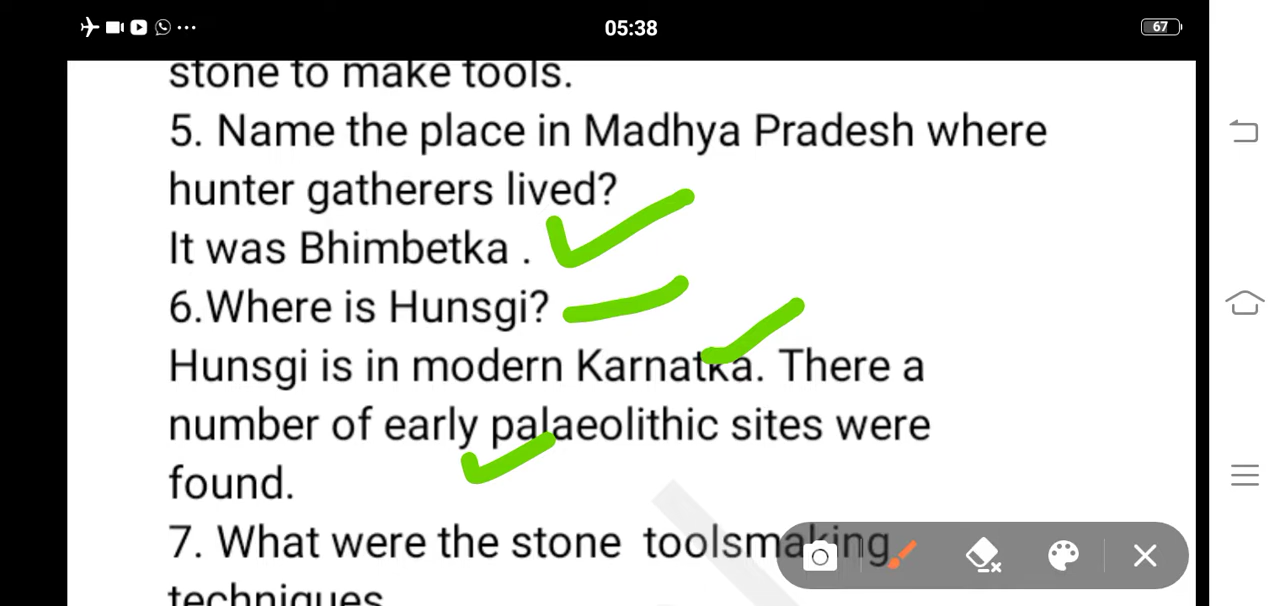 05:38
67
stone to make tools.
5. Name the place in Madhya Pradesh where
hunter gatherers lived?
It was Bhimbetka .
6.Where is Hunsgi?
Hunsgi is in modern Karnatka. There a
number of early palaeolithic sites were
found.
7. What were the stone toolsmaking
techniques